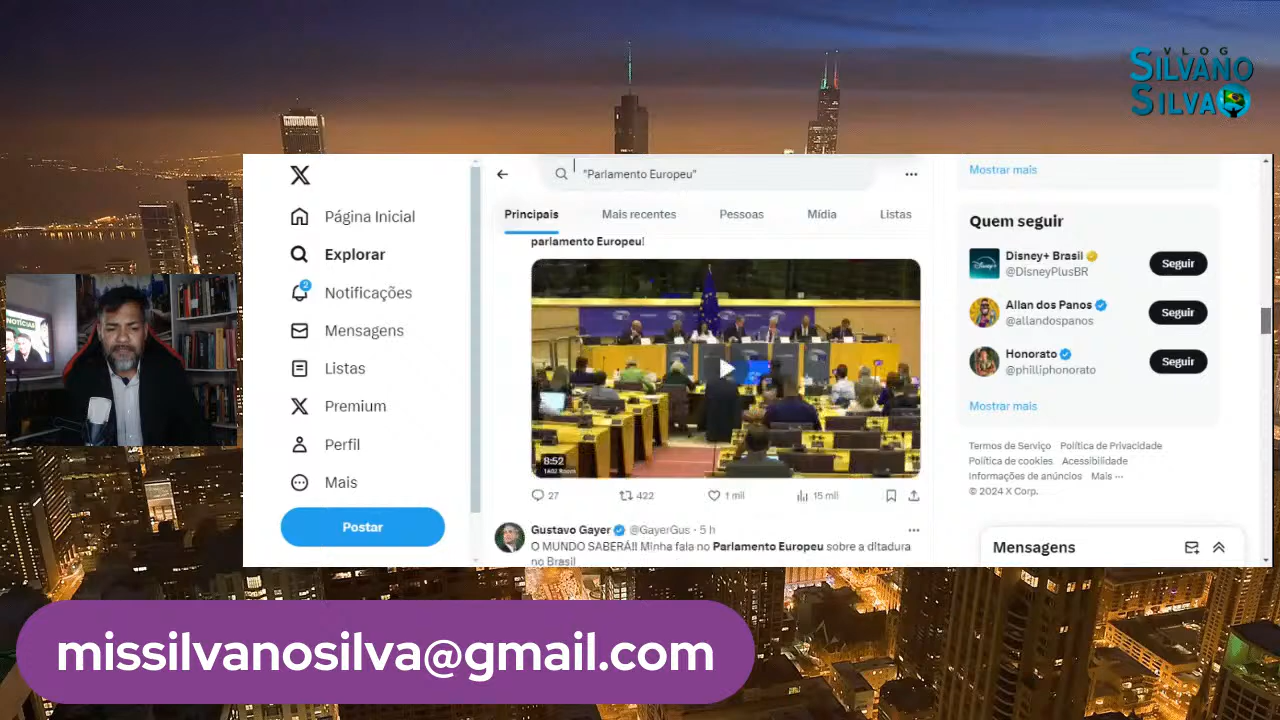 VLOG
SILVANO
SILVA
NOTÍCIAS
X
Página Inicial
Explorar
2
Notificações
Mensagens
Listas
Premium
Perfil
Mais
Postar
"Parlamento Europeu"
Principais
Mais recentes
Pessoas
Mídia
Listas
parlamento Europeu!
8:52
27
422
1 mil
15 mil
Gustavo Gayer @GayerGus · 5 h
O MUNDO SABERÁ!! Minha fala no Parlamento Europeu sobre a ditadura
no Brasil
Mostrar mais
Quem seguir
Disney+ Brasil
@DisneyPlusBR
Seguir
Allan dos Panos
@allandospanos
Seguir
Honorato
@philliphonorato
Seguir
Mostrar mais
Termos de Serviço Política de Privacidade
Política de cookies Acessibilidade
Informações de anúncios Mais ···
© 2024 X Corp.
Mensagens
missilvanosilva@gmail.com